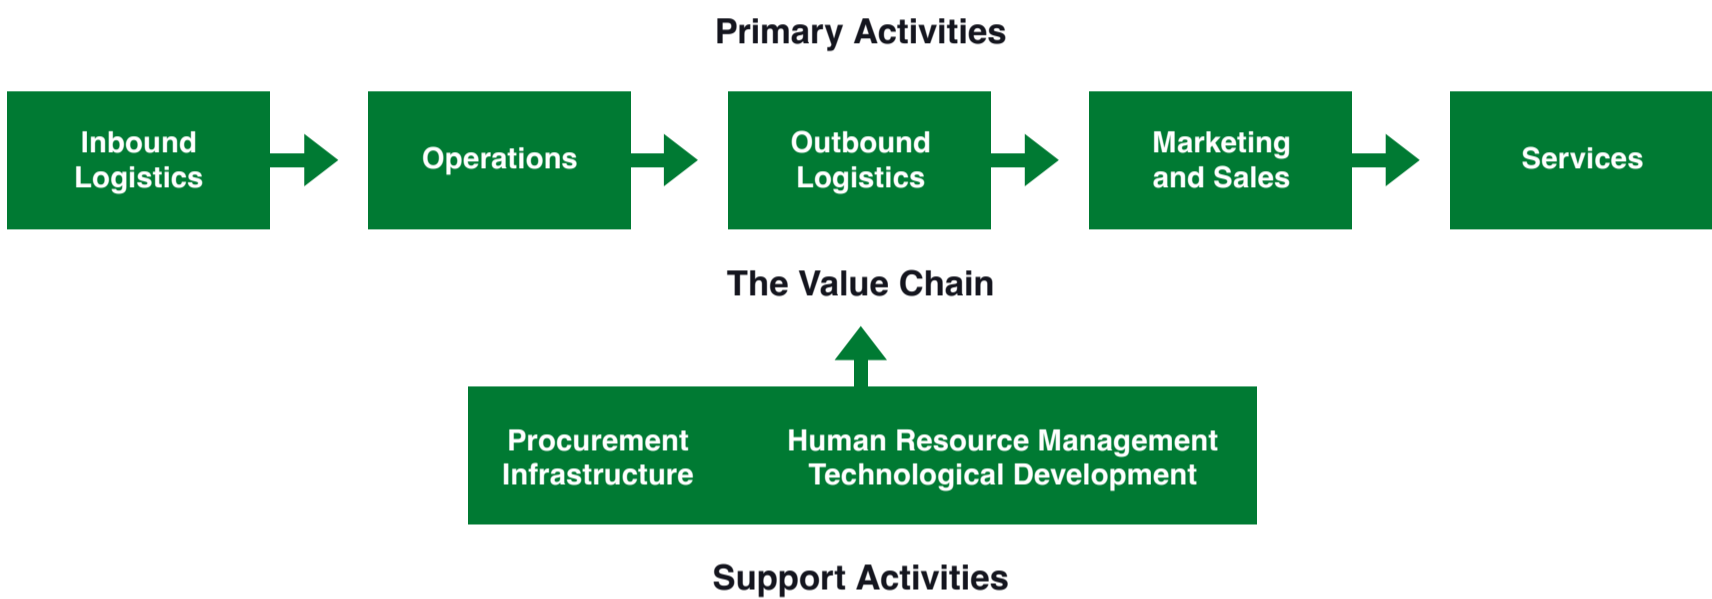 Primary Activities
Inbound
Logistics
Operations
Outbound
Logistics
Marketing
and Sales
Services
The Value Chain
Procurement
Infrastructure
Human Resource Management
Technological Development
Support Activities